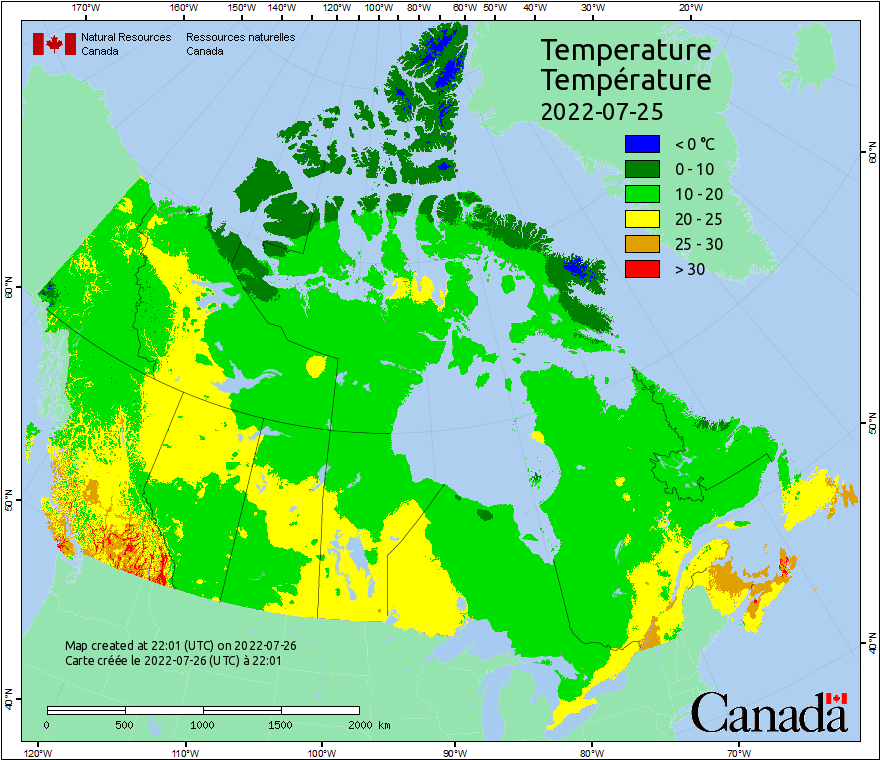 170°W 160°W 150°W 140°W 130°W 120°W 110°W 100°W 90°W 80°W 70°W 60°W 50°W 40°W 30°W 20°W
Natural Resources Canada
Ressources naturelles Canada
Temperature
Température
2022-07-25
< 0 °C
0 - 10
10 - 20
20 - 25
25 - 30
> 30
60°N
50°N
40°N
60°N
50°N
40°N
Map created at 22:01 (UTC) on 2022-07-26
Carte créée le 2022-07-26 (UTC) à 22:01
0 500 1000 1500 2000 km
Canada
120°W 110°W 100°W 90°W 80°W 70°W